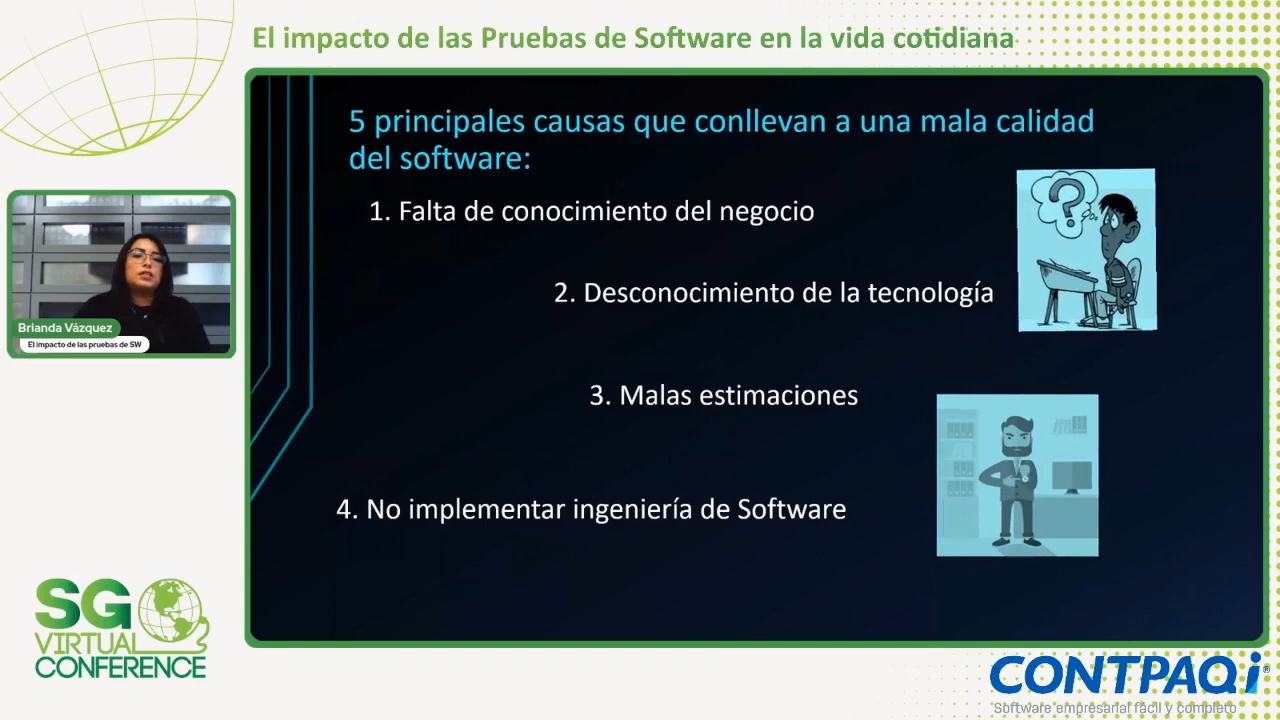 El impacto de las Pruebas de Software en la vida cotidiana
5 principales causas que conllevan a una mala calidad
del software:
1. Falta de conocimiento del negocio
2. Desconocimiento de la tecnología
3. Malas estimaciones
4. No implementar ingeniería de Software
?
Brianda Vázquez
El impacto de las pruebas de SW
SG
VIRTUAL
CONFERENCE
CONTPAQi®
Software empresarial fácil y completo